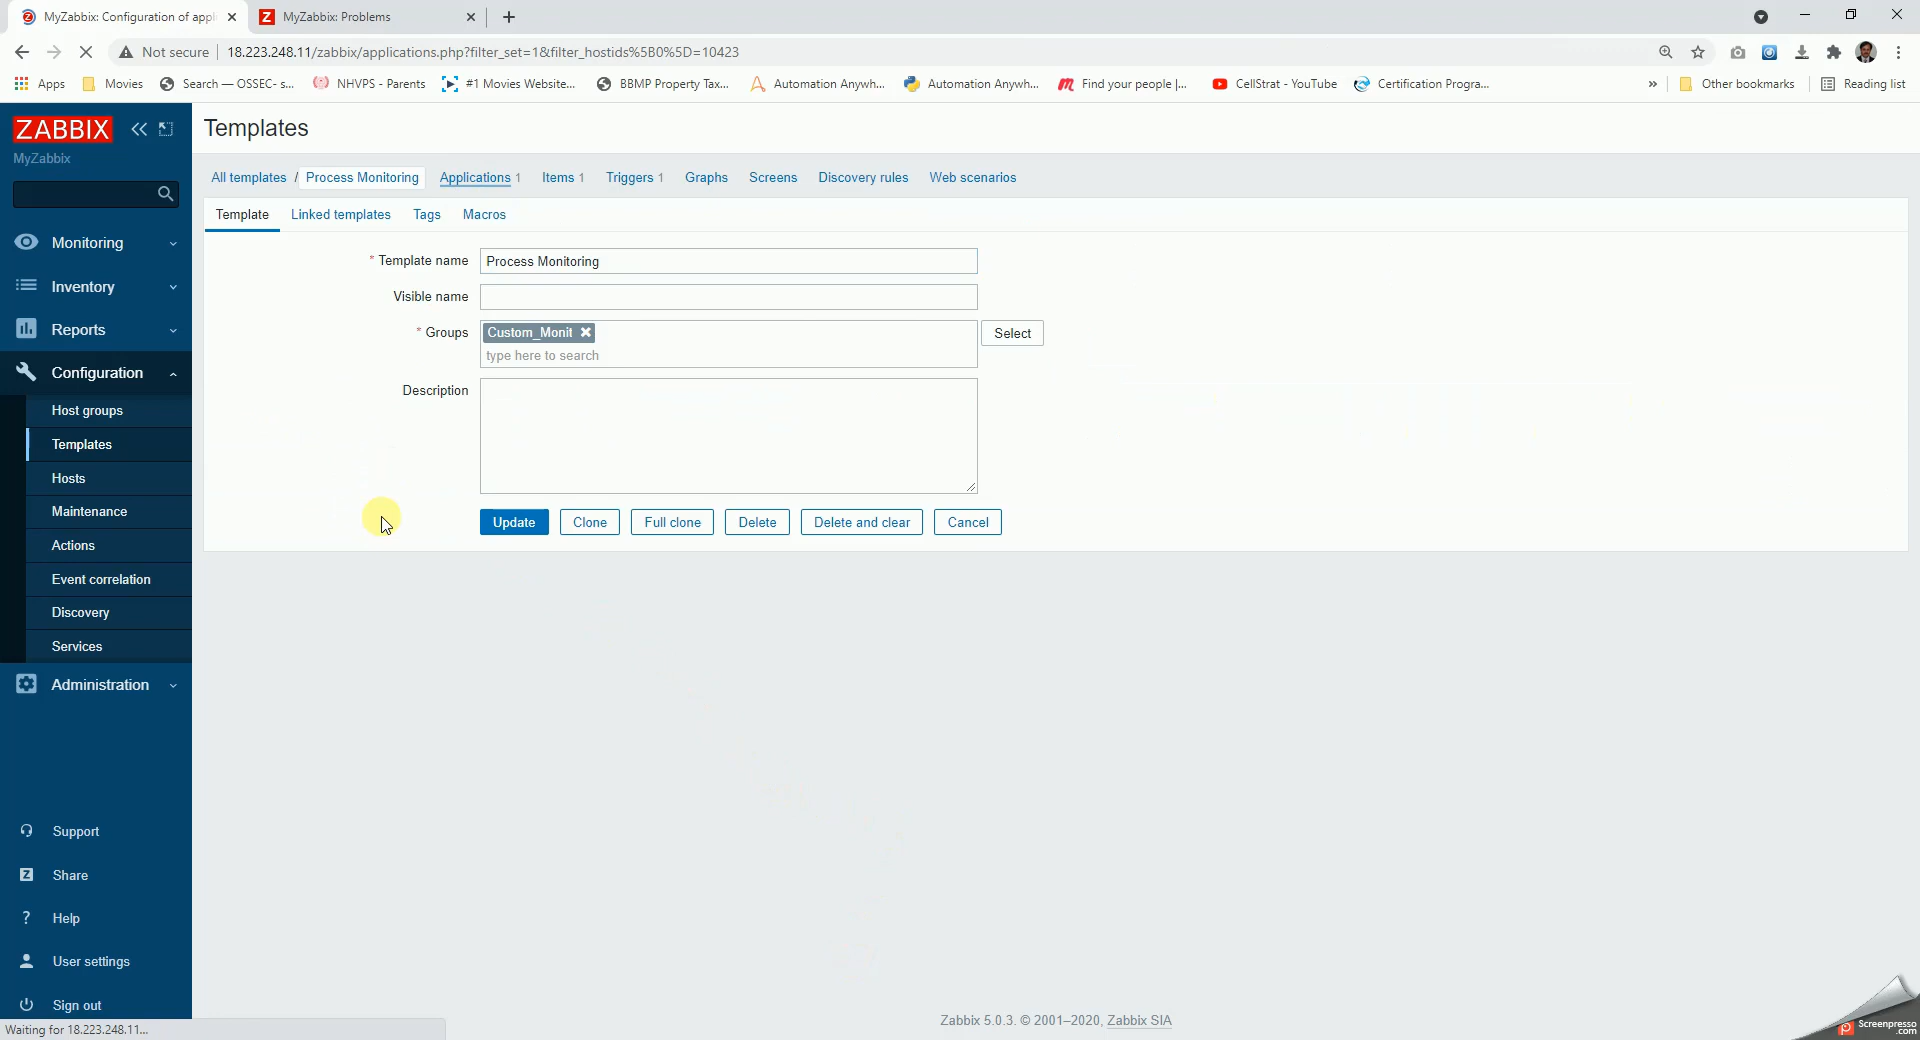 MyZabbix: Configuration of appl
MyZabbix: Problems
Not secure
18.223.248.11/zabbix/applications.php?filter_set=1&filter_hostids%5B0%5D=10423
Apps
Movies
Search — OSSEC- s...
NHVPS - Parents
#1 Movies Website...
BBMP Property Tax...
Automation Anywh...
Automation Anywh...
Find your people |...
CellStrat - YouTube
Certification Progra...
»
Other bookmarks
Reading list
ZABBIX
MyZabbix
Monitoring
Inventory
Reports
Configuration
Host groups
Templates
Hosts
Maintenance
Actions
Event correlation
Discovery
Services
Administration
Support
Share
Help
User settings
Sign out
Waiting for 18.223.248.11...
Templates
All templates / Process Monitoring Applications 1 Items 1 Triggers 1 Graphs Screens Discovery rules Web scenarios
Template Linked templates Tags Macros
* Template name Process Monitoring
Visible name
* Groups Custom_Monit Select
type here to search
Description
Update Clone Full clone Delete Delete and clear Cancel
Zabbix 5.0.3. © 2001–2020, Zabbix SIA
Screenpresso
.com